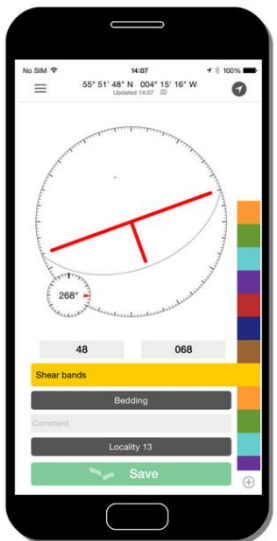 No SIM 14:07 100%
55° 51' 48" N 004° 15' 16" W
Updated 14:07
268°
48 068
Shear bands
Bedding
Comment
Locality 13
Save